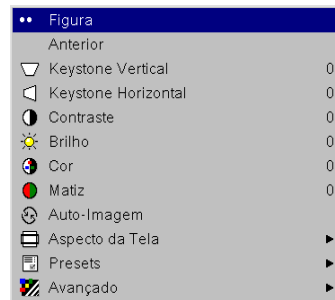 Figura
Anterior
Keystone Vertical 0
Keystone Horizontal 0
Contraste 0
Brilho 0
Cor 0
Matiz 0
Auto-Imagem
Aspecto da Tela
Presets
Avançado